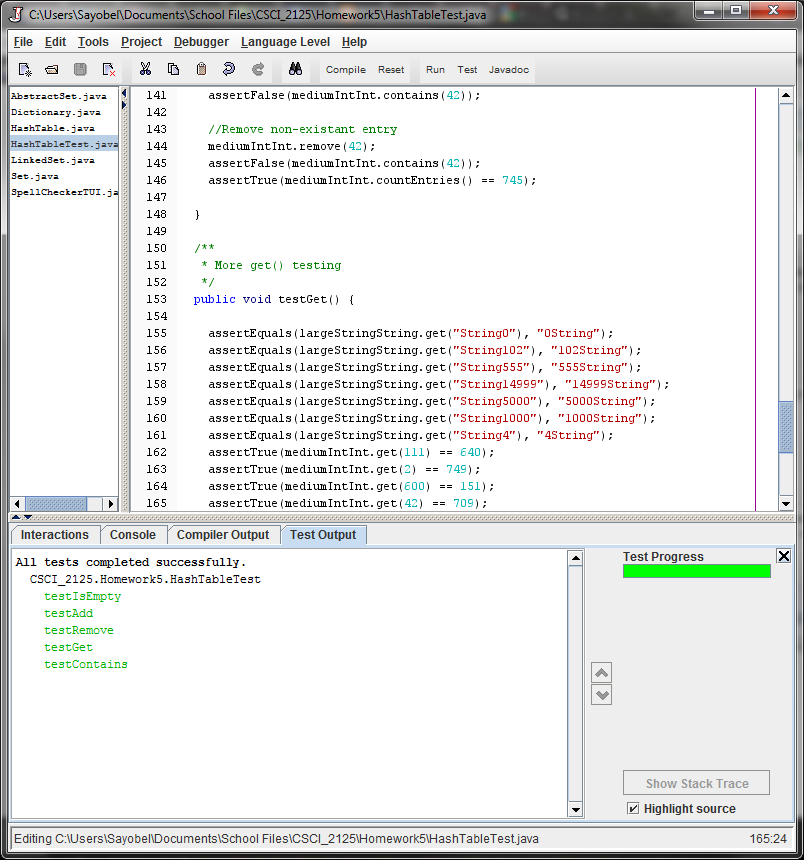 C:\Users\Sayobel\Documents\School Files\CSCI_2125\Homework5\HashTableTest.java
File Edit Tools Project Debugger Language Level Help
Compile Reset Run Test Javadoc
AbstractSet.java
Dictionary.java
HashTable.java
HashTableTest.java
LinkedSet.java
Set.java
SpellCheckerTUI.ja
141 assertFalse(mediumIntInt.contains(42));
142
143 //Remove non-existant entry
144 mediumIntInt.remove(42);
145 assertFalse(mediumIntInt.contains(42));
146 assertTrue(mediumIntInt.countEntries() == 745);
147
148 }
149
150 /**
151 * More get() testing
152 */
153 public void testGet() {
154
155 assertEquals(largeStringString.get("String0"), "0String");
156 assertEquals(largeStringString.get("String102"), "102String");
157 assertEquals(largeStringString.get("String555"), "555String");
158 assertEquals(largeStringString.get("String14999"), "14999String");
159 assertEquals(largeStringString.get("String5000"), "5000String");
160 assertEquals(largeStringString.get("String1000"), "1000String");
161 assertEquals(largeStringString.get("String4"), "4String");
162 assertTrue(mediumIntInt.get(111) == 640);
163 assertTrue(mediumIntInt.get(2) == 749);
164 assertTrue(mediumIntInt.get(600) == 151);
165 assertTrue(mediumIntInt.get(42) == 709);
Interactions Console Compiler Output Test Output
All tests completed successfully.
CSCI_2125.Homework5.HashTableTest
testIsEmpty
testAdd
testRemove
testGet
testContains
Test Progress
Show Stack Trace
Highlight source
Editing C:\Users\Sayobel\Documents\School Files\CSCI_2125\Homework5\HashTableTest.java 165:24